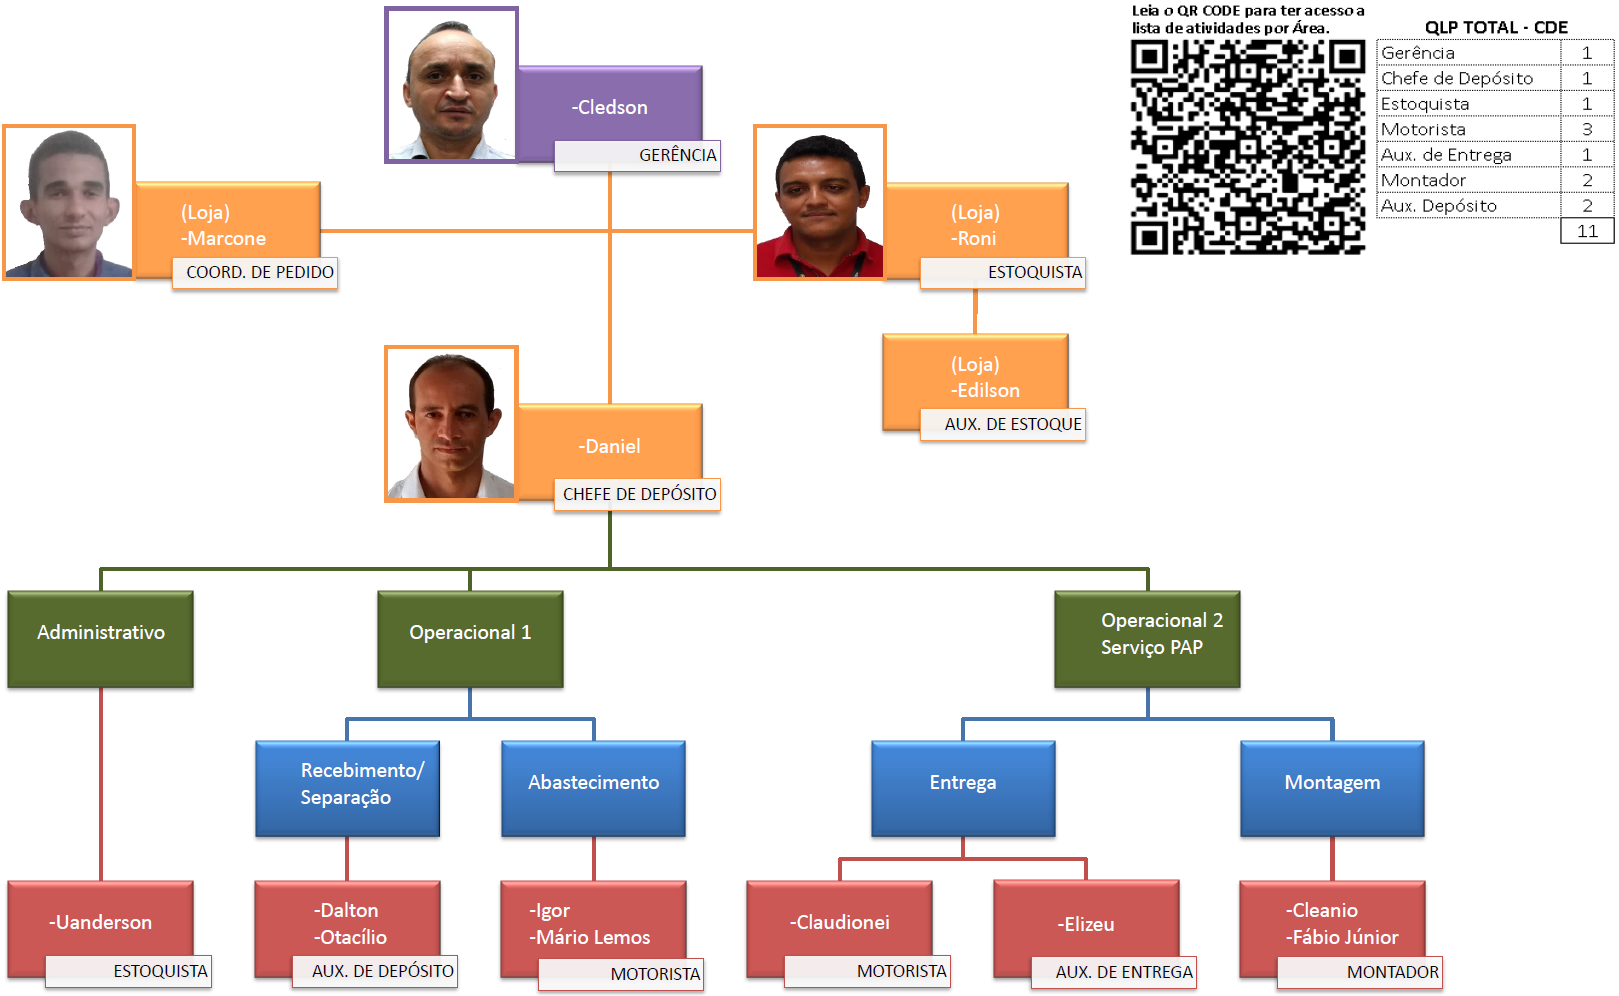 Leia o QR CODE para ter acesso a
lista de atividades por Área.
QLP TOTAL - CDE
Gerência 1
Chefe de Depósito 1
Estoquista 1
Motorista 3
Aux. de Entrega 1
Montador 2
Aux. Depósito 2
11
-Cledson
GERÊNCIA
(Loja)
-Marcone
COORD. DE PEDIDO
(Loja)
-Roni
ESTOQUISTA
(Loja)
-Edilson
AUX. DE ESTOQUE
-Daniel
CHEFE DE DEPÓSITO
Administrativo
Operacional 1
Operacional 2
Serviço PAP
Recebimento/
Separação
Abastecimento
Entrega
Montagem
-Uanderson
ESTOQUISTA
-Dalton
-Otacílio
AUX. DE DEPÓSITO
-Igor
-Mário Lemos
MOTORISTA
-Claudionei
MOTORISTA
-Elizeu
AUX. DE ENTREGA
-Cleanio
-Fábio Júnior
MONTADOR